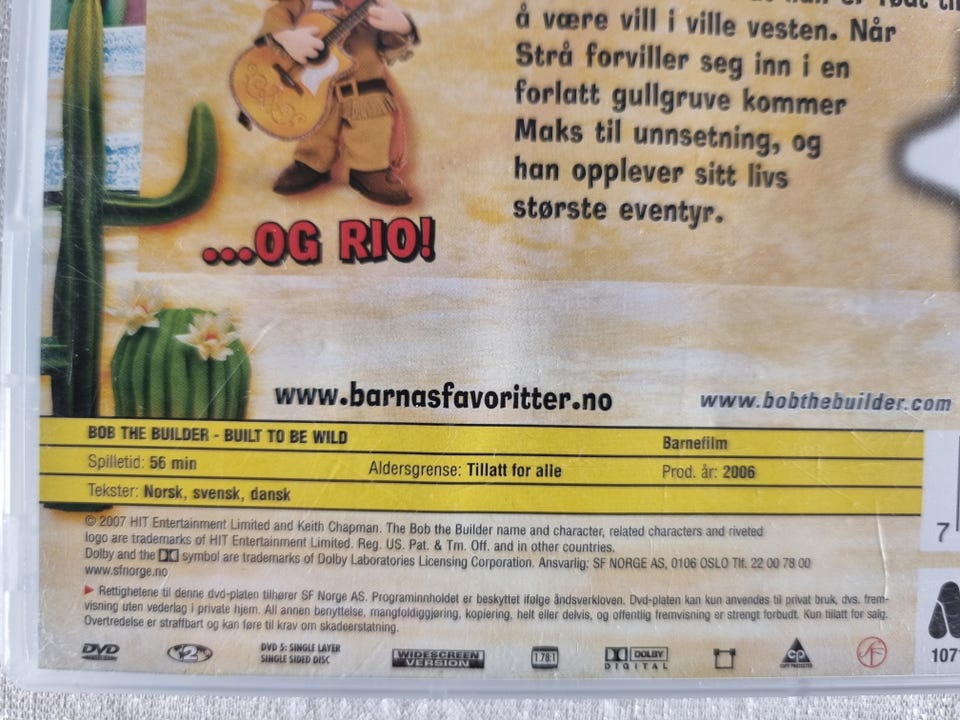 å være vill i ville vesten. Når
Strå forviller seg inn i en
forlatt gullgruve kommer
Maks til unnsetning, og
han opplever sitt livs
største eventyr.
...OG RIO!
www.barnasfavoritter.no
www.bobthebuilder.com
BOB THE BUILDER - BUILT TO BE WILD
Barnefilm
Spilletid: 56 min
Aldersgrense: Tillatt for alle
Prod. år: 2006
Tekster: Norsk, svensk, dansk
© 2007 HIT Entertainment Limited and Keith Chapman. The Bob the Builder name and character, related characters and riveted
logo are trademarks of HIT Entertainment Limited. Reg. US. Pat. & Tm. Off. and in other countries.
Dolby and the symbol are trademarks of Dolby Laboratories Licensing Corporation. Ansvarlig: SF NORGE AS, 0106 OSLO Tlf. 22 00 78 00
www.sfnorge.no
Rettighetene til denne dvd-platen tilhører SF Norge AS. Programinnholdet er beskyttet ifølge åndsverkloven. Dvd-platen kan kun anvendes til privat bruk, dvs. frem-
visning uten vederlag i private hjem. All annen benyttelse, mangfoldiggjøring, kopiering, helt eller delvis, og offentlig fremvisning er strengt forbudt. Kun tillatt for salg.
Overtredelse er straffbart og kan føre til krav om skadeerstatning.
DVD
2
DVD 5: SINGLE LAYER
SINGLE SIDED DISC
WIDESCREEN
VERSION
1.78:1
DOLBY
DIGITAL
CP
COPY PROTECTED
SF
7
107